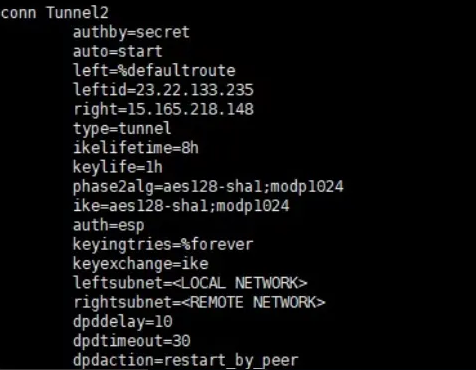 conn Tunnel2
authby=secret
auto=start
left=%defaultroute
leftid=23.22.133.235
right=15.165.218.148
type=tunnel
ikelifetime=8h
keylife=1h
phase2alg=aes128-sha1;modp1024
ike=aes128-sha1;modp1024
auth=esp
keyingtries=%forever
keyexchange=ike
leftsubnet=<LOCAL NETWORK>
rightsubnet=<REMOTE NETWORK>
dpddelay=10
dpdtimeout=30
dpdaction=restart_by_peer